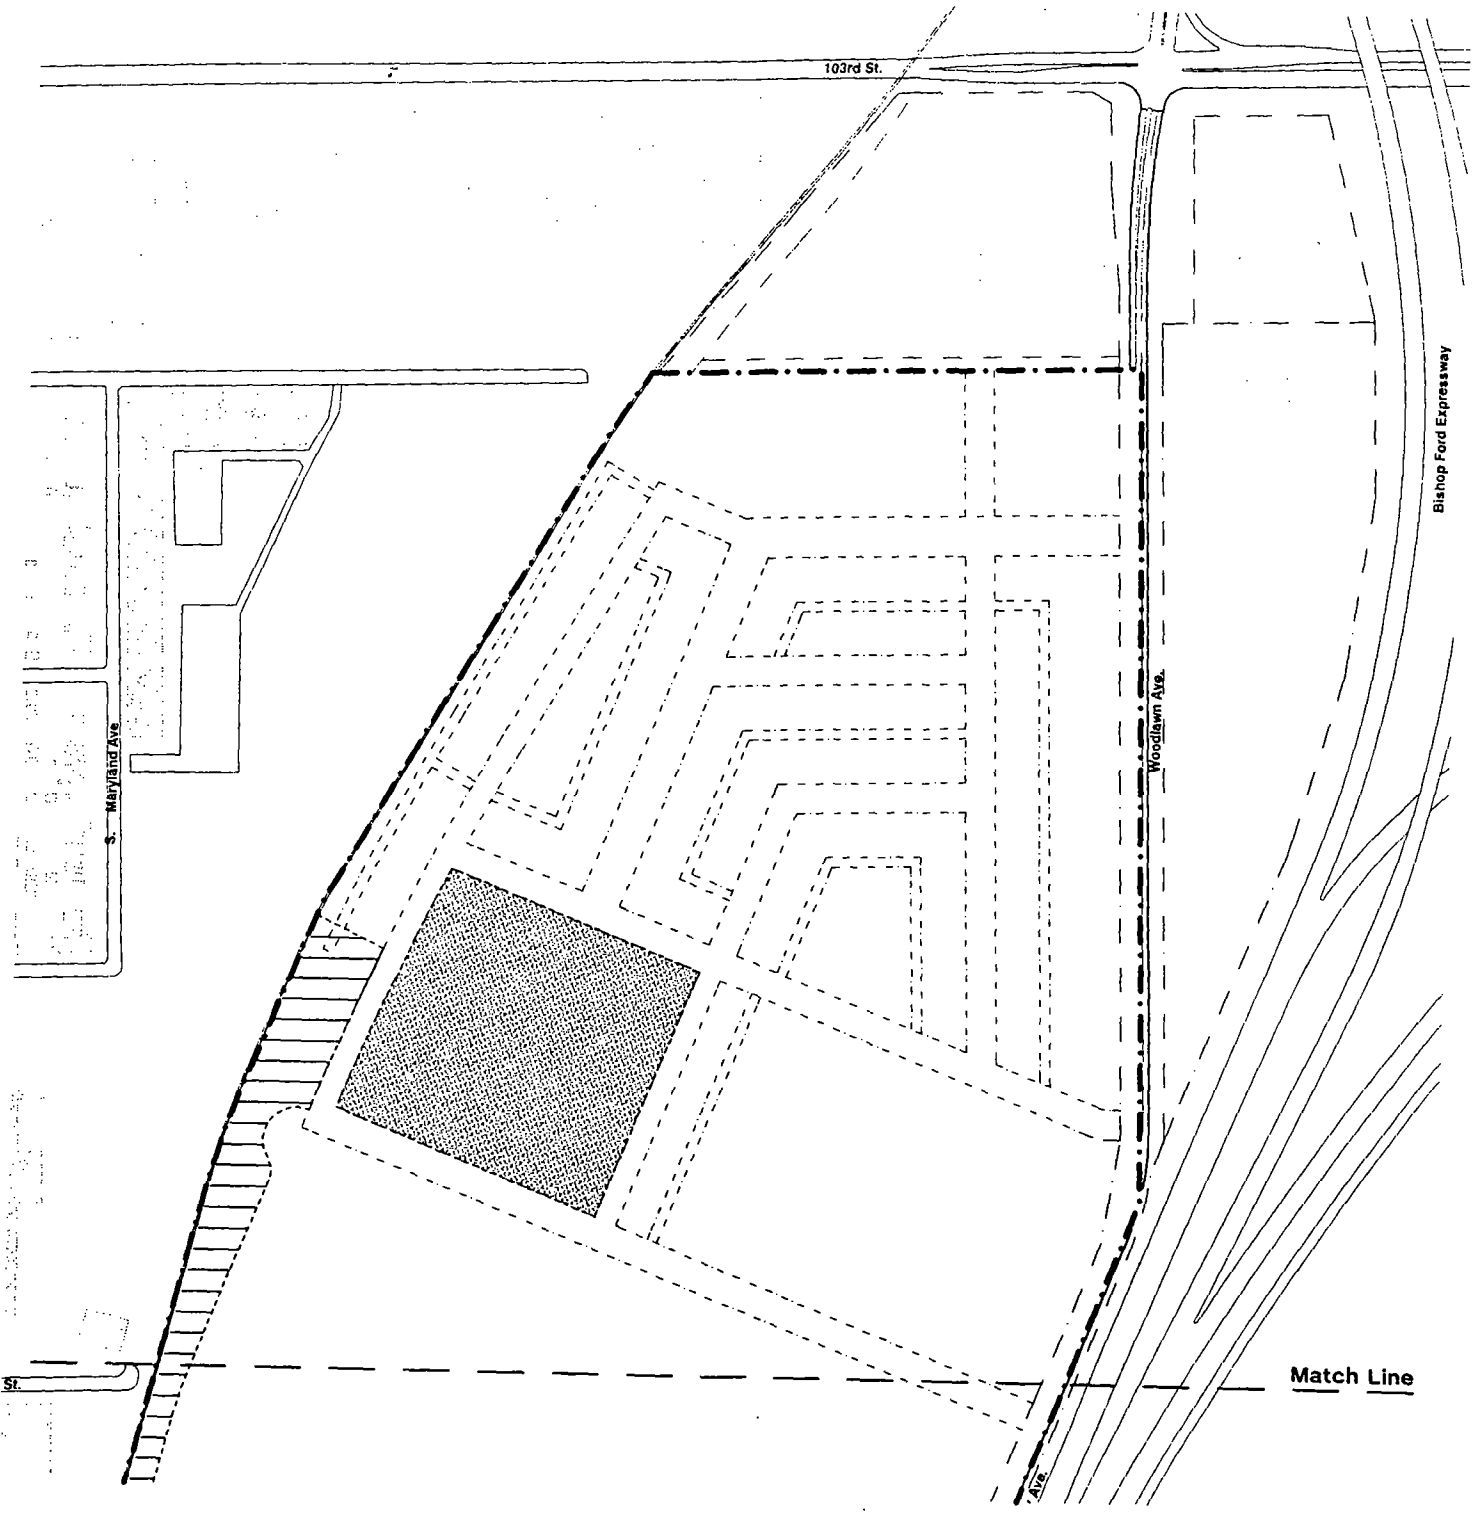 103rd St.
Bishop Ford Expressway
Woodlawn Ave.
S. Maryland Ave
St.
Match Line
Ave.